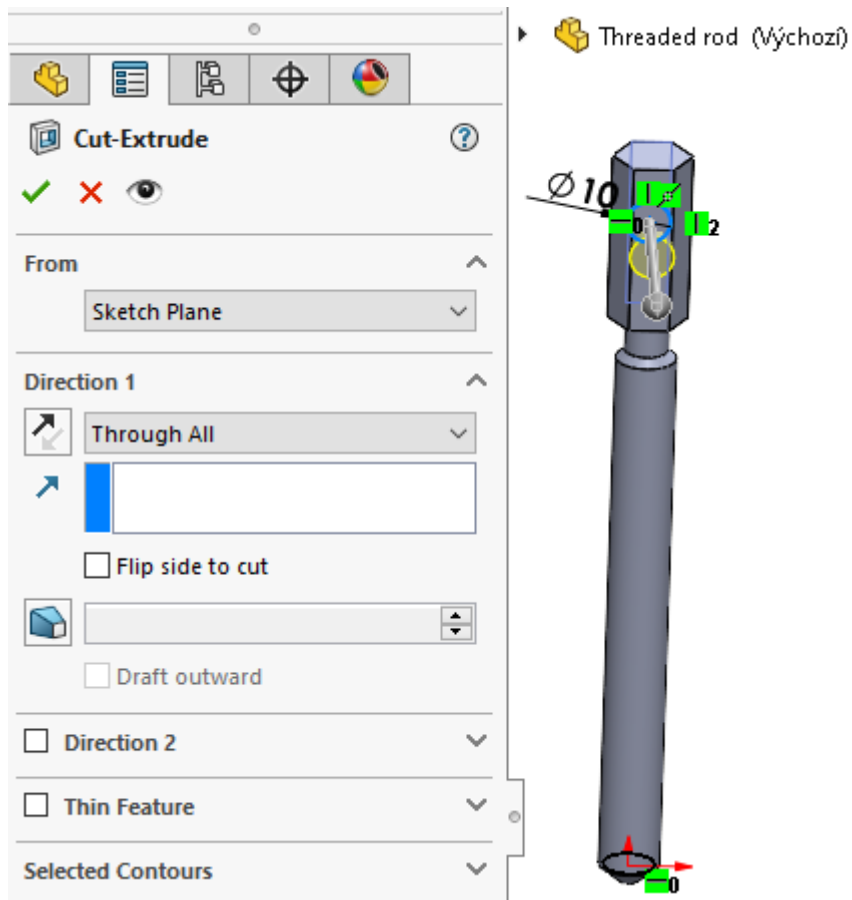 Threaded rod (Výchozí)
Cut-Extrude
?
From
Sketch Plane
Direction 1
Through All
Flip side to cut
Draft outward
Direction 2
Thin Feature
Selected Contours
Ø10
0
2
0